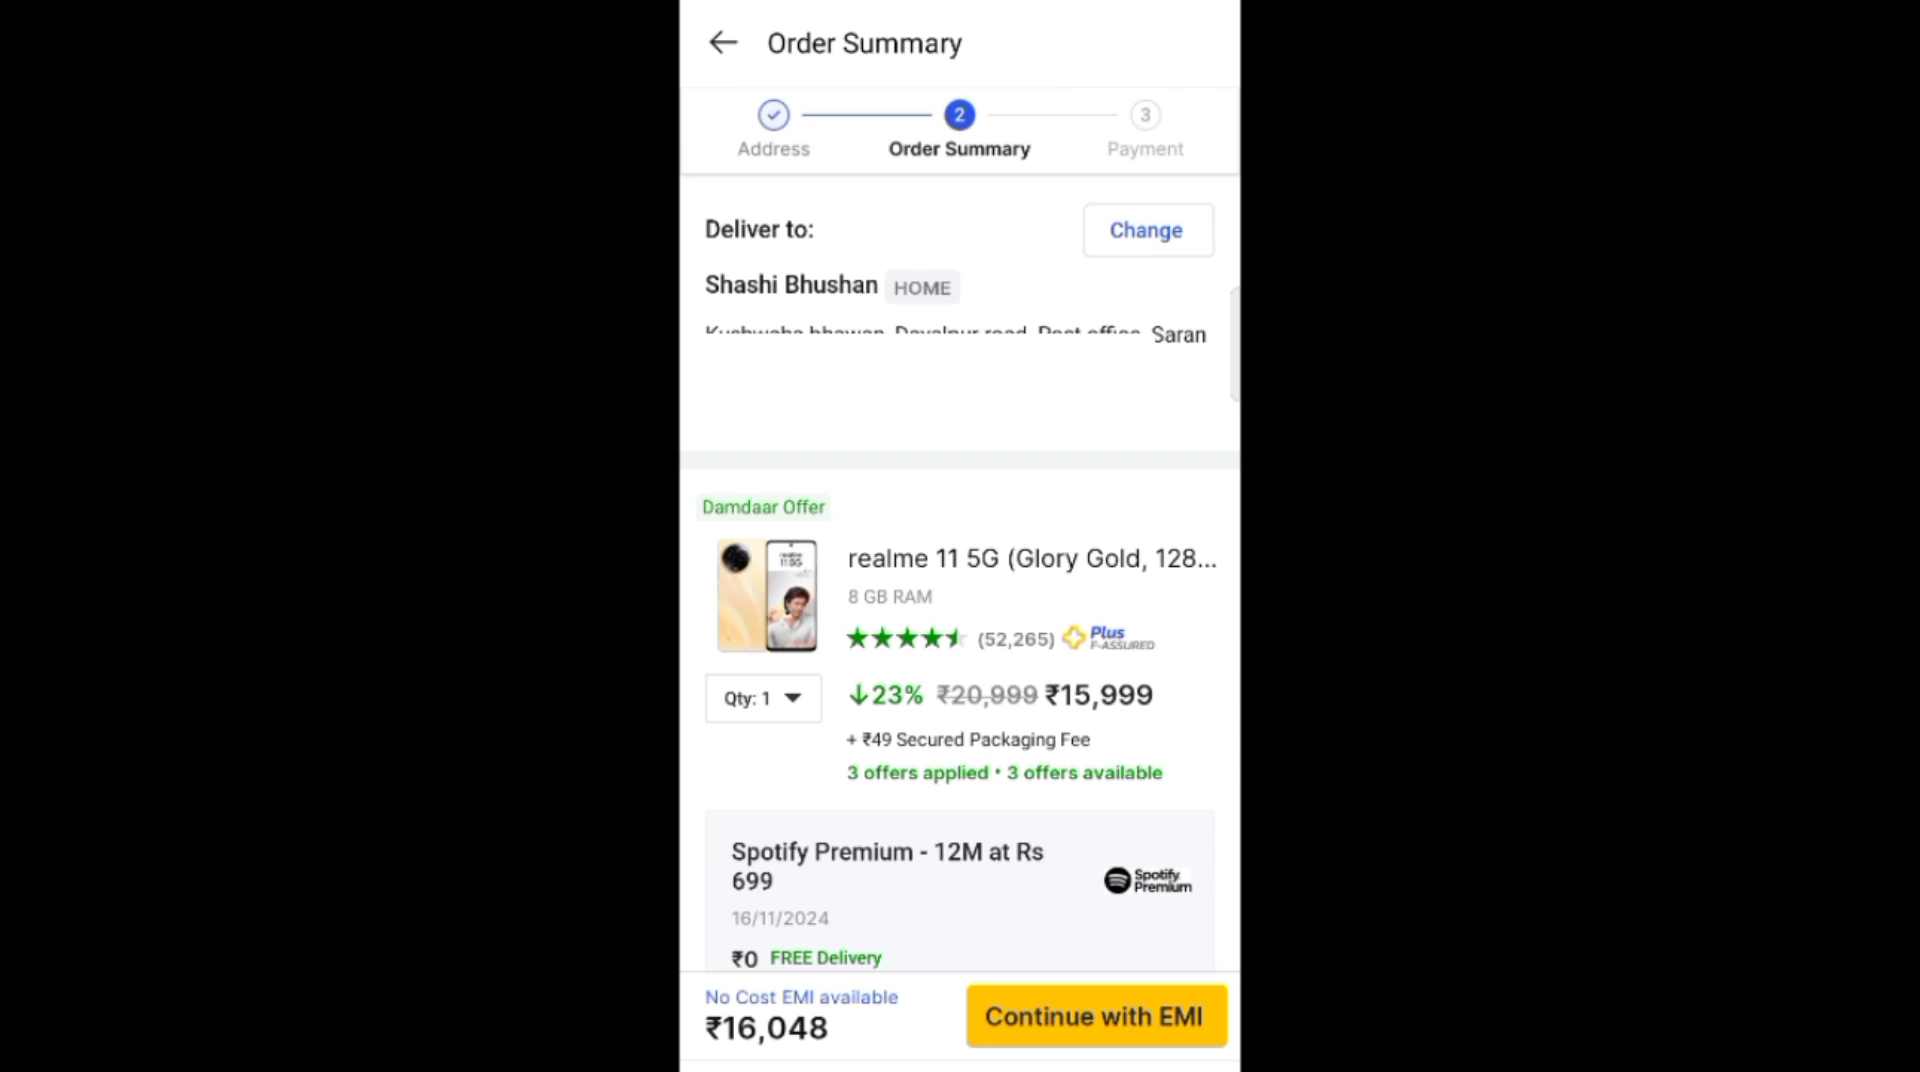 Order Summary
2
3
Address
Order Summary
Payment
Deliver to:
Change
Shashi Bhushan
HOME
Saran
Damdaar Offer
realme
11 5G
realme 11 5G (Glory Gold, 128...
8 GB RAM
(52,265)
Plus
F-ASSURED
Qty: 1
↓23% ₹20,999 ₹15,999
+ ₹49 Secured Packaging Fee
3 offers applied • 3 offers available
Spotify Premium - 12M at Rs
699
Spotify
Premium
16/11/2024
₹0 FREE Delivery
No Cost EMI available
₹16,048
Continue with EMI